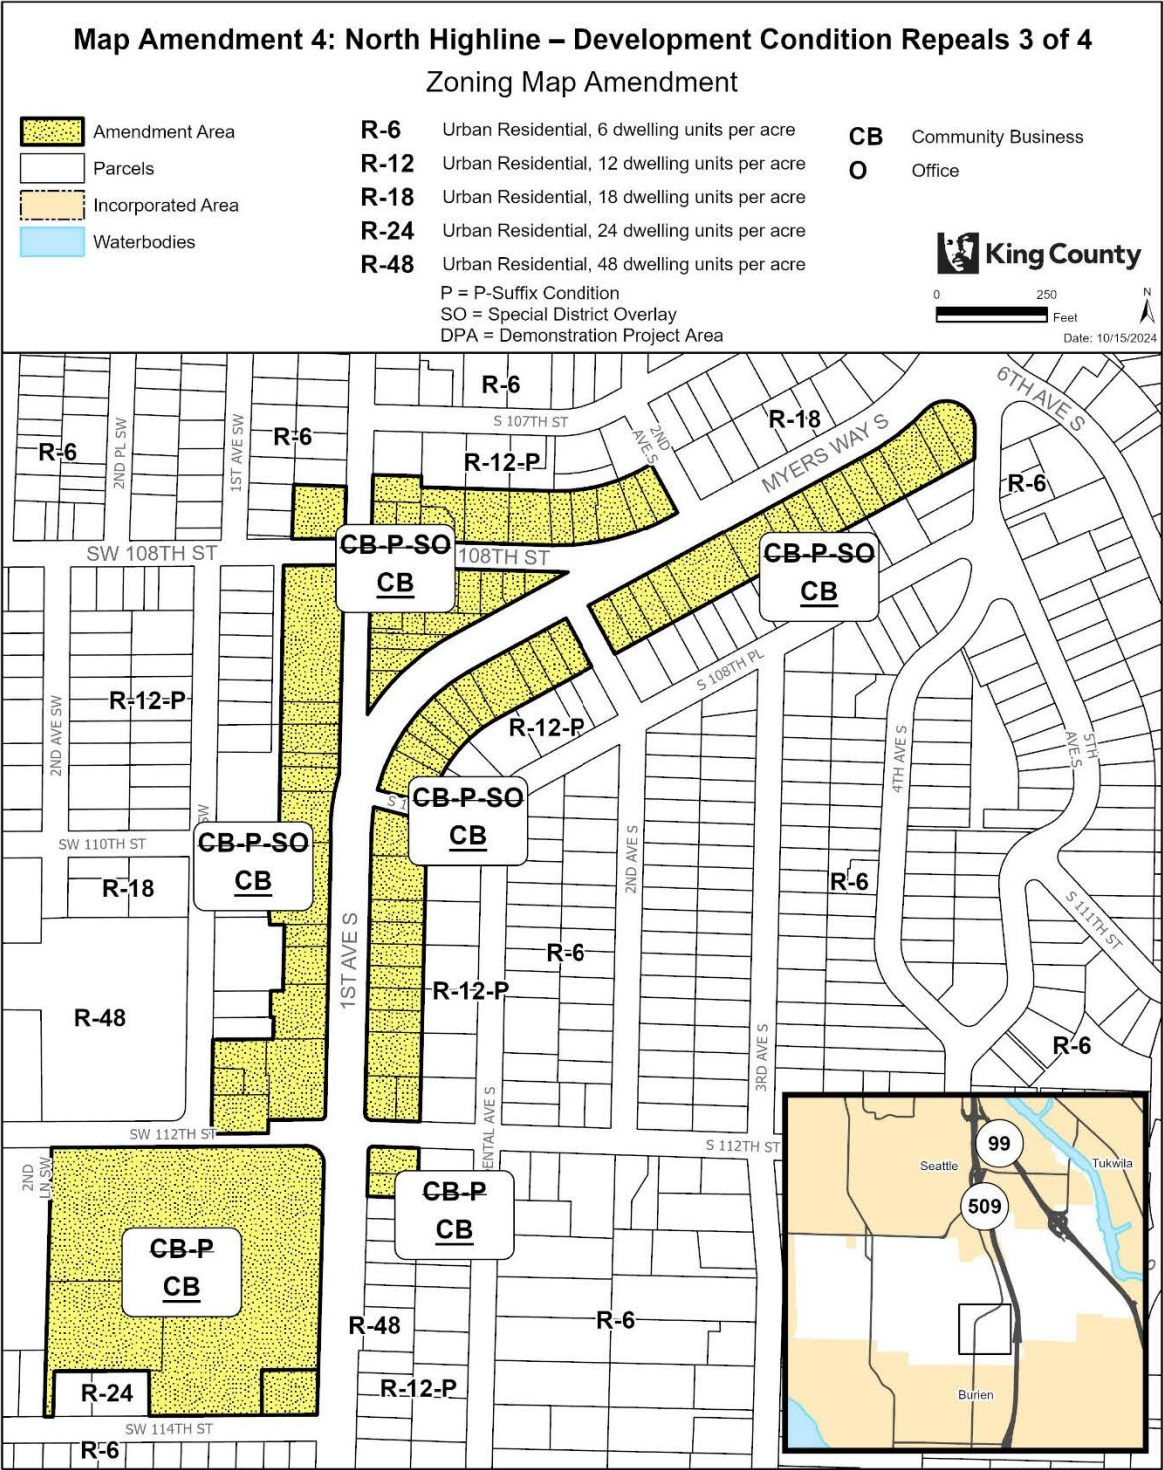 Map Amendment 4: North Highline – Development Condition Repeals 3 of 4
Zoning Map Amendment
Amendment Area
Parcels
Incorporated Area
Waterbodies
R-6 Urban Residential, 6 dwelling units per acre
R-12 Urban Residential, 12 dwelling units per acre
R-18 Urban Residential, 18 dwelling units per acre
R-24 Urban Residential, 24 dwelling units per acre
R-48 Urban Residential, 48 dwelling units per acre
P = P-Suffix Condition
SO = Special District Overlay
DPA = Demonstration Project Area
CB Community Business
O Office
King County
0 250
Feet
N
Date: 10/15/2024
R-6
S 107TH ST
R-18
6TH AVE S
R-6
2ND PL SW
1ST AVE SW
R-6
R-12-P
2ND AVE S
MYERS WAY S
R-6
SW 108TH ST
CB-P-SO
CB
108TH ST
CB-P-SO
CB
S 108TH PL
R-12-P
2ND AVE SW
R-12-P
4TH AVE S
5TH AVE S
S 1
CB-P-SO
CB
SW
SW 110TH ST
CB-P-SO
CB
R-18
2ND AVE S
R-6
S 111TH ST
1ST AVE S
R-6
R-12-P
R-48
3RD AVE S
R-6
SW 112TH ST
ENTAL AVE S
S 112TH ST
2ND LN SW
CB-P
CB
CB-P
CB
R-48
R-6
R-24
R-12-P
SW 114TH ST
R-6
99
Seattle
Tukwila
509
Burien